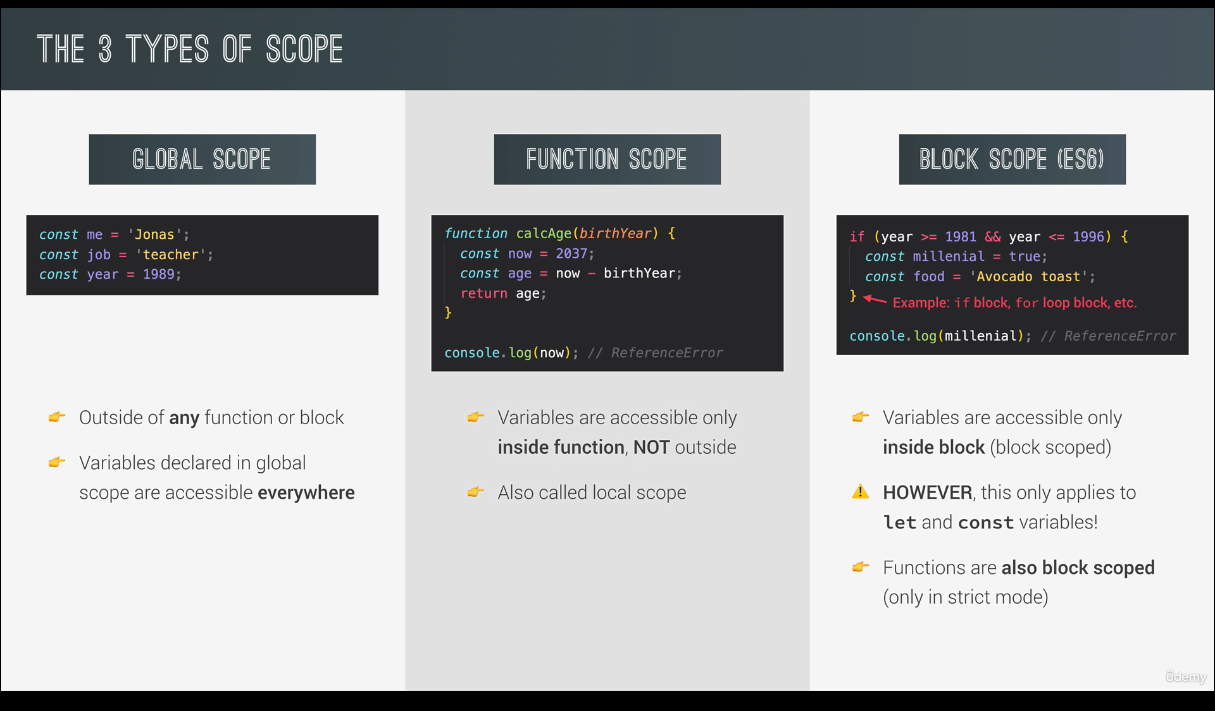 THE 3 TYPES OF SCOPE
GLOBAL SCOPE
const me = 'Jonas';
const job = 'teacher';
const year = 1989;
Outside of any function or block
Variables declared in global
scope are accessible everywhere
FUNCTION SCOPE
function calcAge(birthYear) {
const now = 2037;
const age = now − birthYear;
return age;
}
console.log(now); // ReferenceError
Variables are accessible only
inside function, NOT outside
Also called local scope
BLOCK SCOPE (ES6)
if (year >= 1981 && year <= 1996) {
const millenial = true;
const food = 'Avocado toast';
} Example: if block, for loop block, etc.
console.log(millenial); // ReferenceError
Variables are accessible only
inside block (block scoped)
HOWEVER, this only applies to
let and const variables!
Functions are also block scoped
(only in strict mode)
ûdemy